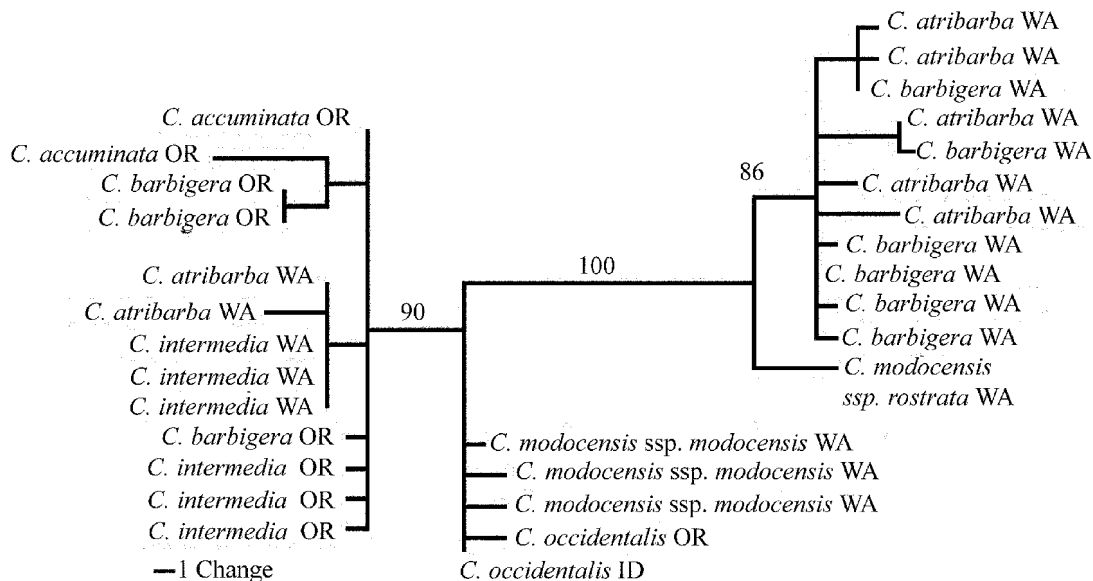 C. atribarba WA
C. atribarba WA
C. barbigera WA
C. atribarba WA
C. barbigera WA
C. atribarba WA
C. atribarba WA
C. barbigera WA
C. barbigera WA
C. barbigera WA
C. barbigera WA
C. modocensis
ssp. rostrata WA
86
100
90
C. accuminata OR
C. accuminata OR
C. barbigera OR
C. barbigera OR
C. atribarba WA
C. atribarba WA
C. intermedia WA
C. intermedia WA
C. intermedia WA
C. barbigera OR
C. intermedia OR
C. intermedia OR
C. intermedia OR
1 Change
C. modocensis ssp. modocensis WA
C. modocensis ssp. modocensis WA
C. modocensis ssp. modocensis WA
C. occidentalis OR
C. occidentalis ID